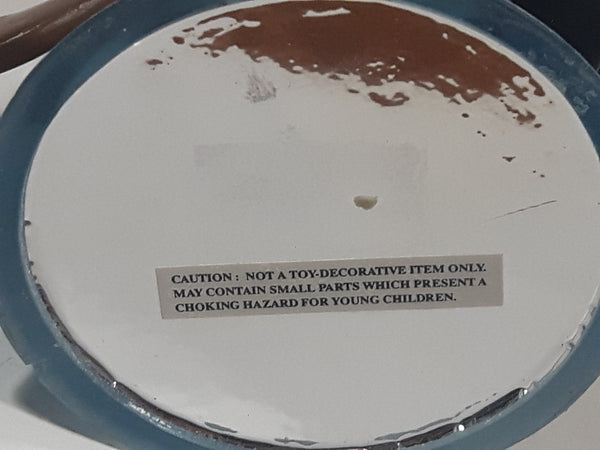 CAUTION : NOT A TOY-DECORATIVE ITEM ONLY.
MAY CONTAIN SMALL PARTS WHICH PRESENT A
CHOKING HAZARD FOR YOUNG CHILDREN.